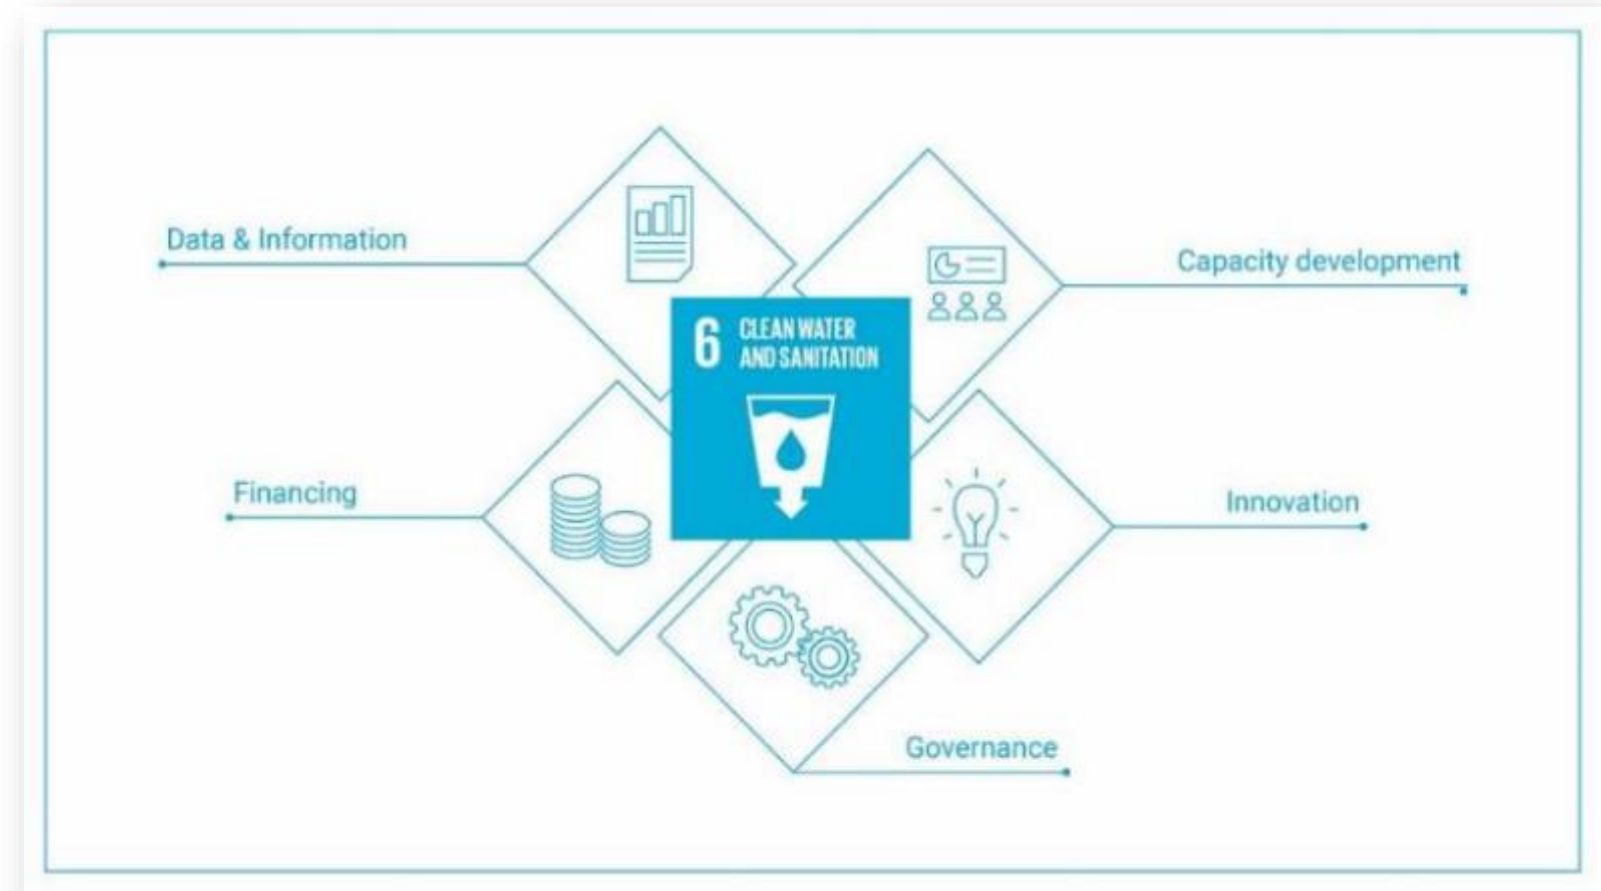 Data & Information
Capacity development
6 CLEAN WATER
AND SANITATION
Financing
Innovation
Governance